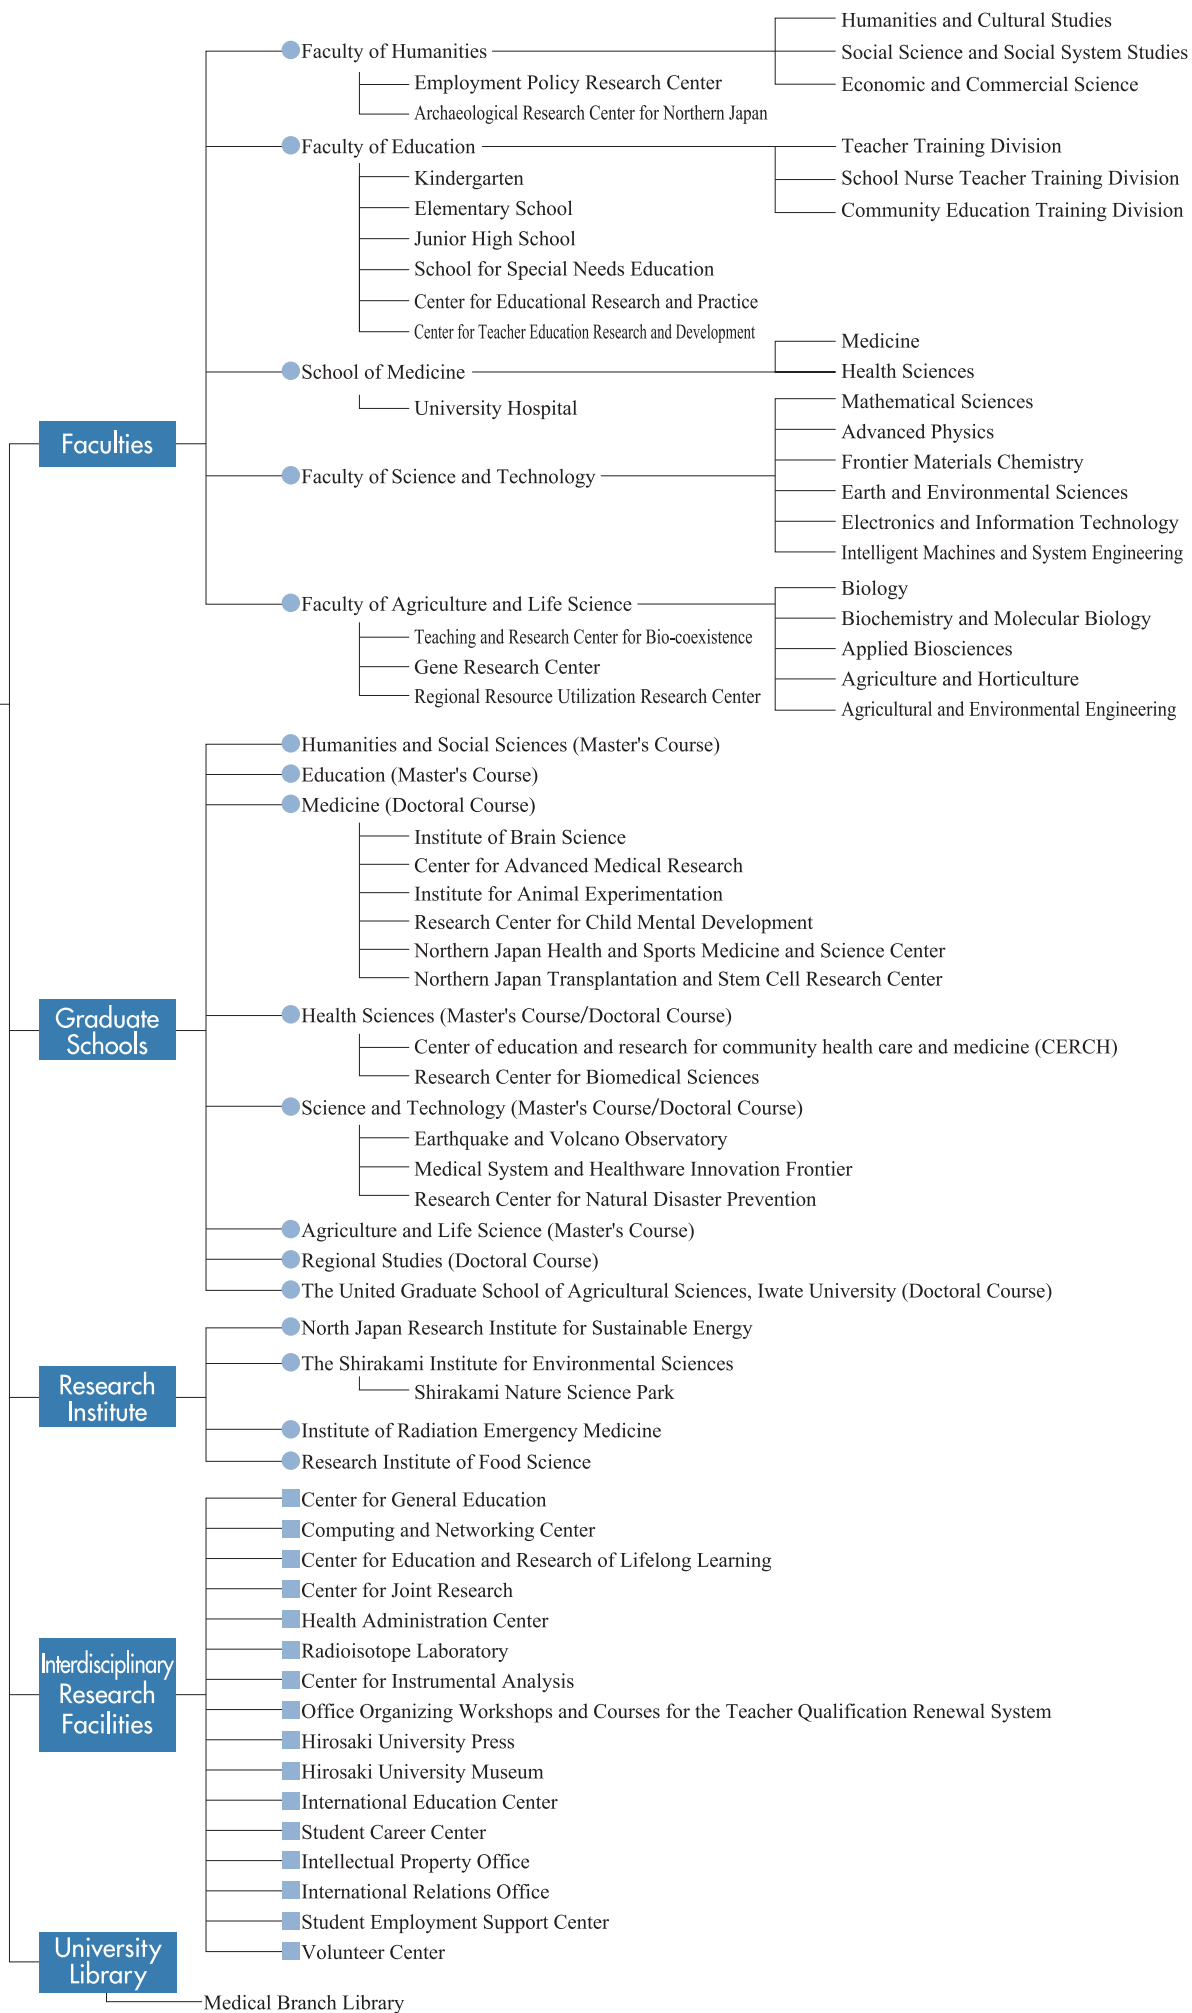 Faculties
Faculty of Humanities
Employment Policy Research Center
Archaeological Research Center for Northern Japan
Humanities and Cultural Studies
Social Science and Social System Studies
Economic and Commercial Science
Faculty of Education
Kindergarten
Elementary School
Junior High School
School for Special Needs Education
Center for Educational Research and Practice
Center for Teacher Education Research and Development
Teacher Training Division
School Nurse Teacher Training Division
Community Education Training Division
School of Medicine
University Hospital
Medicine
Health Sciences
Faculty of Science and Technology
Mathematical Sciences
Advanced Physics
Frontier Materials Chemistry
Earth and Environmental Sciences
Electronics and Information Technology
Intelligent Machines and System Engineering
Faculty of Agriculture and Life Science
Teaching and Research Center for Bio-coexistence
Gene Research Center
Regional Resource Utilization Research Center
Biology
Biochemistry and Molecular Biology
Applied Biosciences
Agriculture and Horticulture
Agricultural and Environmental Engineering
Graduate
Schools
Humanities and Social Sciences (Master's Course)
Education (Master's Course)
Medicine (Doctoral Course)
Institute of Brain Science
Center for Advanced Medical Research
Institute for Animal Experimentation
Research Center for Child Mental Development
Northern Japan Health and Sports Medicine and Science Center
Northern Japan Transplantation and Stem Cell Research Center
Health Sciences (Master's Course/Doctoral Course)
Center of education and research for community health care and medicine (CERCH)
Research Center for Biomedical Sciences
Science and Technology (Master's Course/Doctoral Course)
Earthquake and Volcano Observatory
Medical System and Healthware Innovation Frontier
Research Center for Natural Disaster Prevention
Agriculture and Life Science (Master's Course)
Regional Studies (Doctoral Course)
The United Graduate School of Agricultural Sciences, Iwate University (Doctoral Course)
Research
Institute
North Japan Research Institute for Sustainable Energy
The Shirakami Institute for Environmental Sciences
Shirakami Nature Science Park
Institute of Radiation Emergency Medicine
Research Institute of Food Science
Interdisciplinary
Research
Facilities
Center for General Education
Computing and Networking Center
Center for Education and Research of Lifelong Learning
Center for Joint Research
Health Administration Center
Radioisotope Laboratory
Center for Instrumental Analysis
Office Organizing Workshops and Courses for the Teacher Qualification Renewal System
Hirosaki University Press
Hirosaki University Museum
International Education Center
Student Career Center
Intellectual Property Office
International Relations Office
Student Employment Support Center
Volunteer Center
University
Library
Medical Branch Library